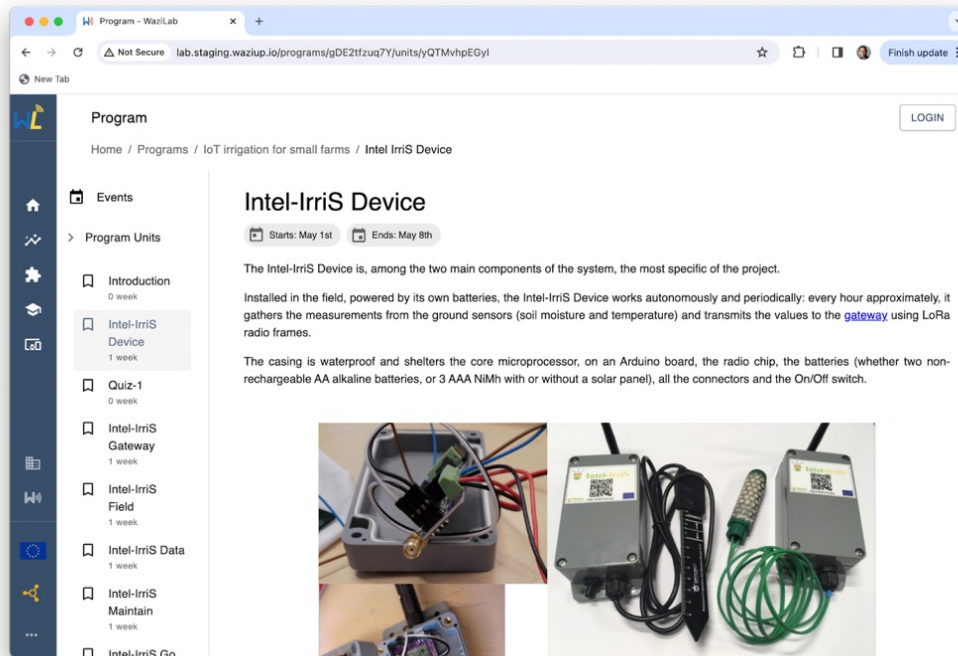 Program - WaziLab
Not Secure
lab.staging.waziup.io/programs/gDE2tfzuq7Y/units/yQTMvhpEGyI
Finish update
New Tab
WL
Program
LOGIN
Home / Programs / IoT irrigation for small farms / Intel IrriS Device
Events
Program Units
Introduction
0 week
Intel-IrriS
Device
1 week
Quiz-1
0 week
Intel-IrriS
Gateway
1 week
Intel-IrriS
Field
1 week
Intel-IrriS Data
1 week
Intel-IrriS
Maintain
1 week
Intel-IrriS Go
Intel-IrriS Device
Starts: May 1st
Ends: May 8th
The Intel-IrriS Device is, among the two main components of the system, the most specific of the project.
Installed in the field, powered by its own batteries, the Intel-IrriS Device works autonomously and periodically: every hour approximately, it
gathers the measurements from the ground sensors (soil moisture and temperature) and transmits the values to the gateway using LoRa
radio frames.
The casing is waterproof and shelters the core microprocessor, on an Arduino board, the radio chip, the batteries (whether two non-
rechargeable AA alkaline batteries, or 3 AAA NiMh with or without a solar panel), all the connectors and the On/Off switch.
Intel-IrriS
Intel-IrriS